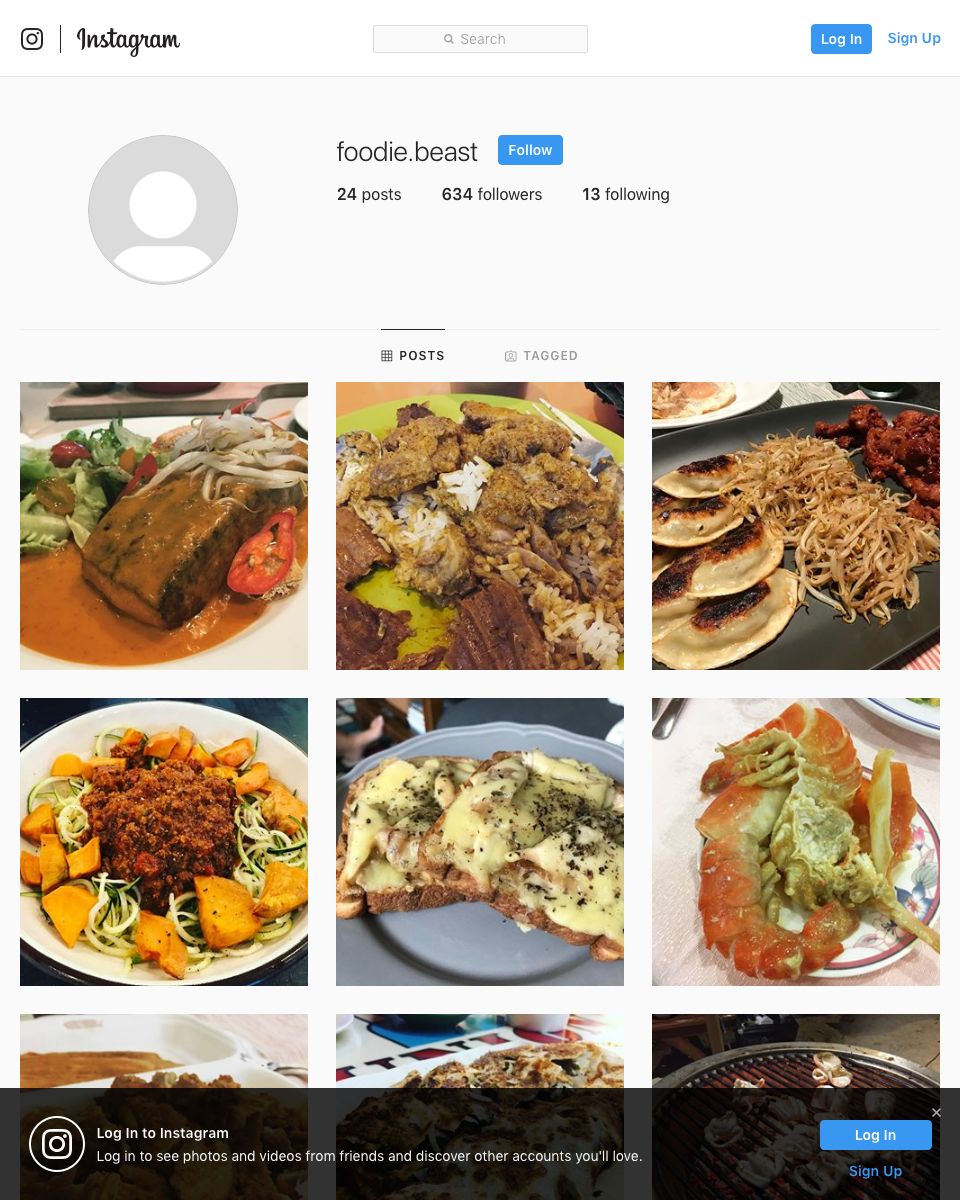 Instagram
Search
Log In
Sign Up
foodie.beast
Follow
24 posts
634 followers
13 following
POSTS
TAGGED
Log In to Instagram
Log in to see photos and videos from friends and discover other accounts you'll love.
Log In
Sign Up